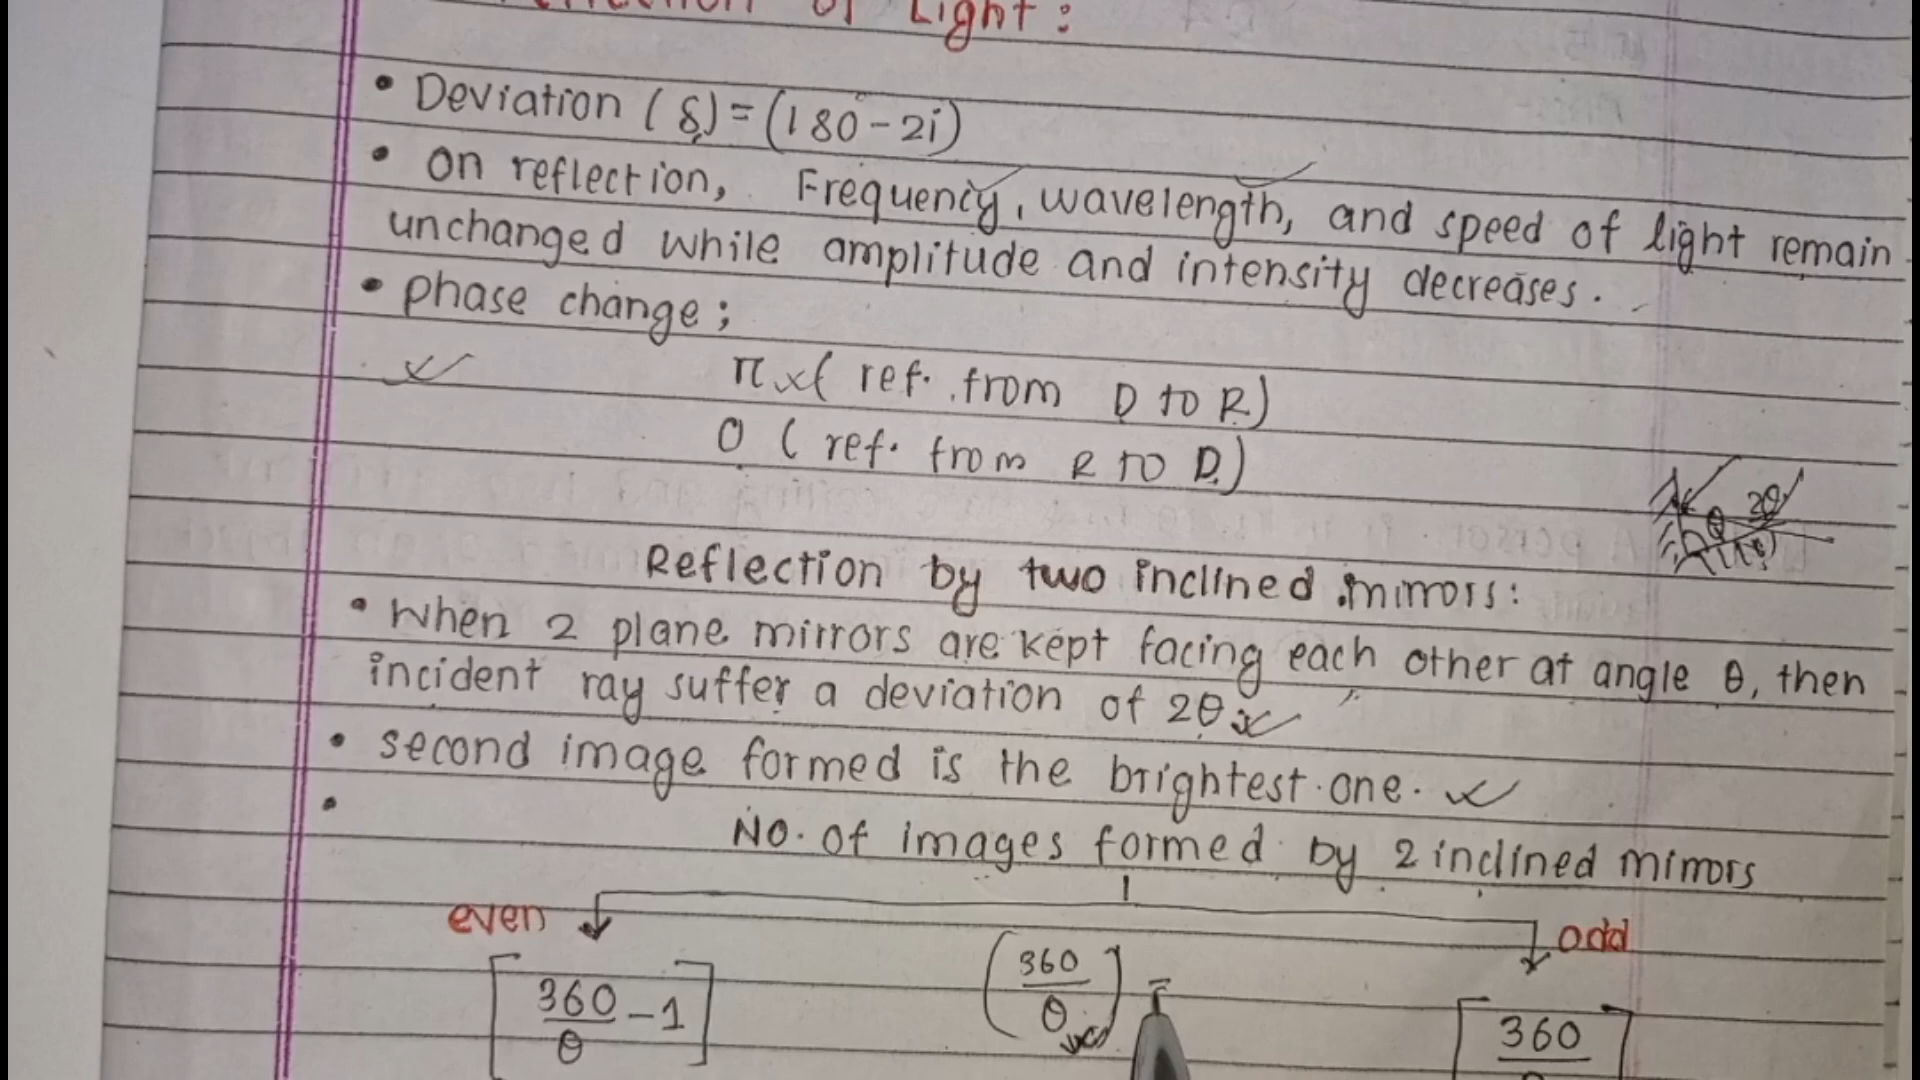 of Light:
• Deviation (δ) = (180° - 2i)
• on reflection, Frequency, wavelength, and speed of light remain
unchanged while amplitude and intensity decreases.
• phase change;
π ( ref. from D to R)
0 ( ref. from R to D)
θ 2θ
Reflection by two inclined mirrors:
• when 2 plane mirrors are kept facing each other at angle θ, then
incident ray suffer a deviation of 2θ
• second image formed is the brightest one.
•
No. of images formed by 2 inclined mirrors
even odd
[360/θ - 1] (360/θ) = [360